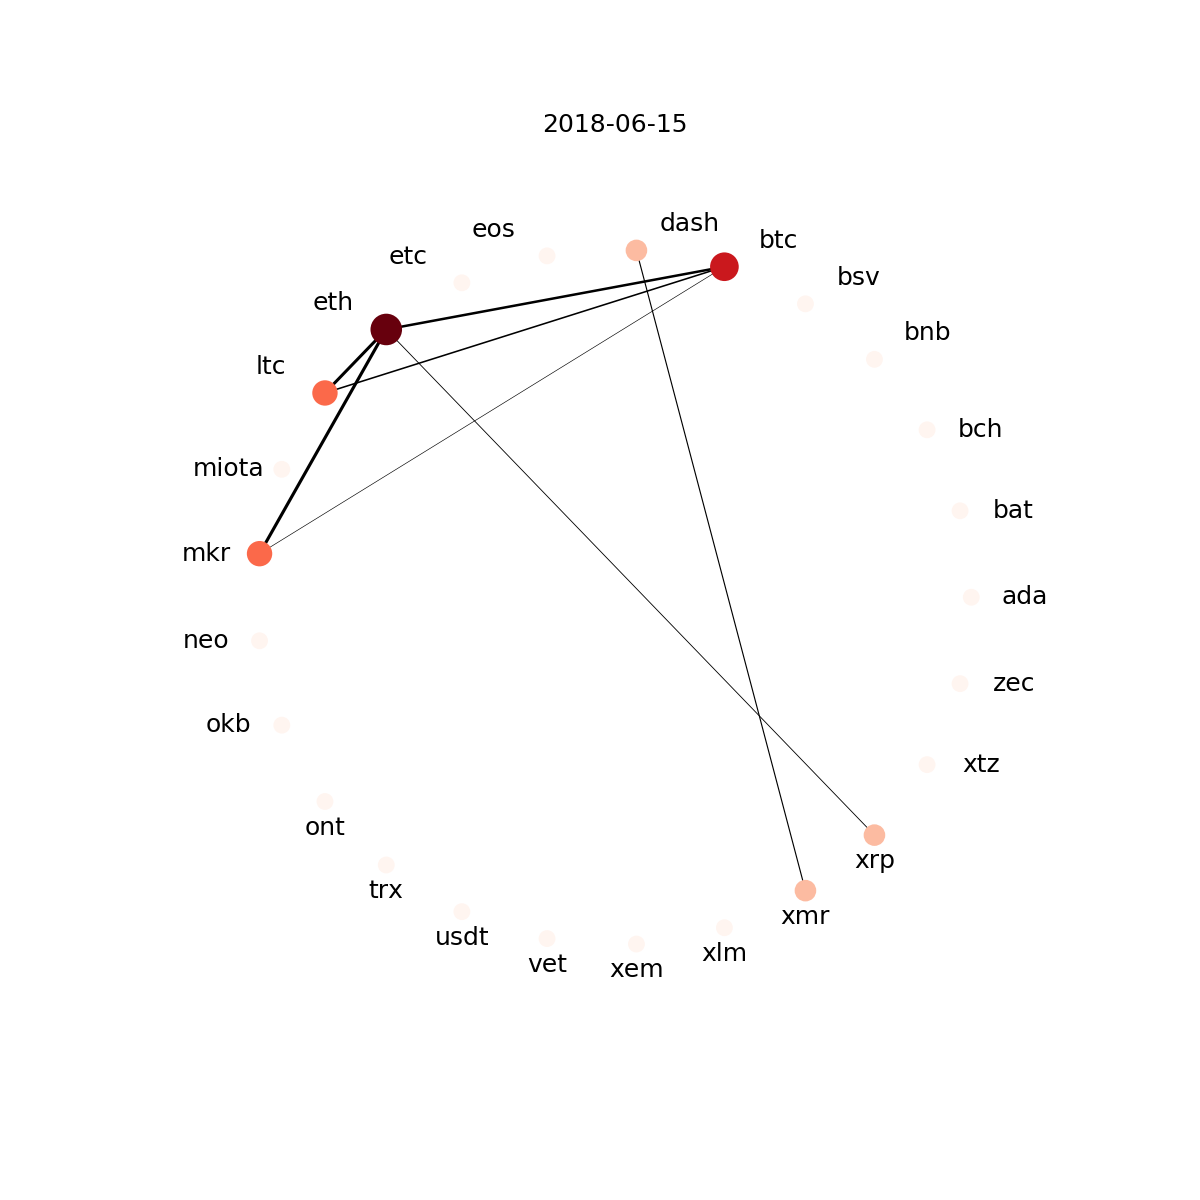 2018-06-15
dash
eos
btc
etc
bsv
eth
bnb
ltc
bch
miota
bat
mkr
ada
neo
zec
okb
xtz
ont
xrp
trx
xmr
usdt
xlm
vet
xem